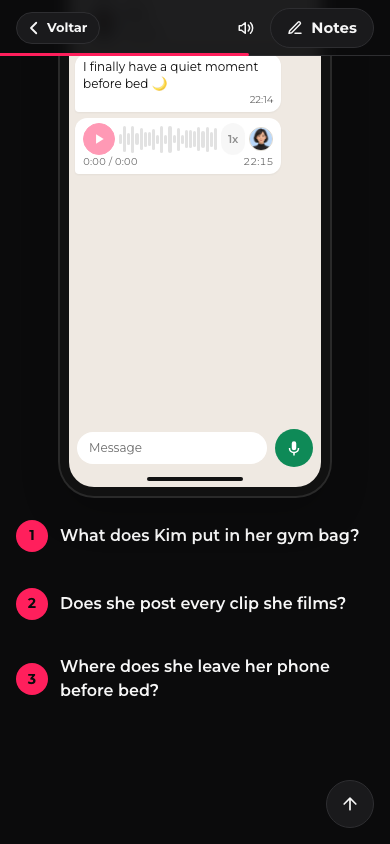 Voltar
Notes
I finally have a quiet moment
before bed 🌙
22:14
1x
0:00 / 0:00
22:15
Message
1 What does Kim put in her gym bag?
2 Does she post every clip she films?
3 Where does she leave her phone
before bed?